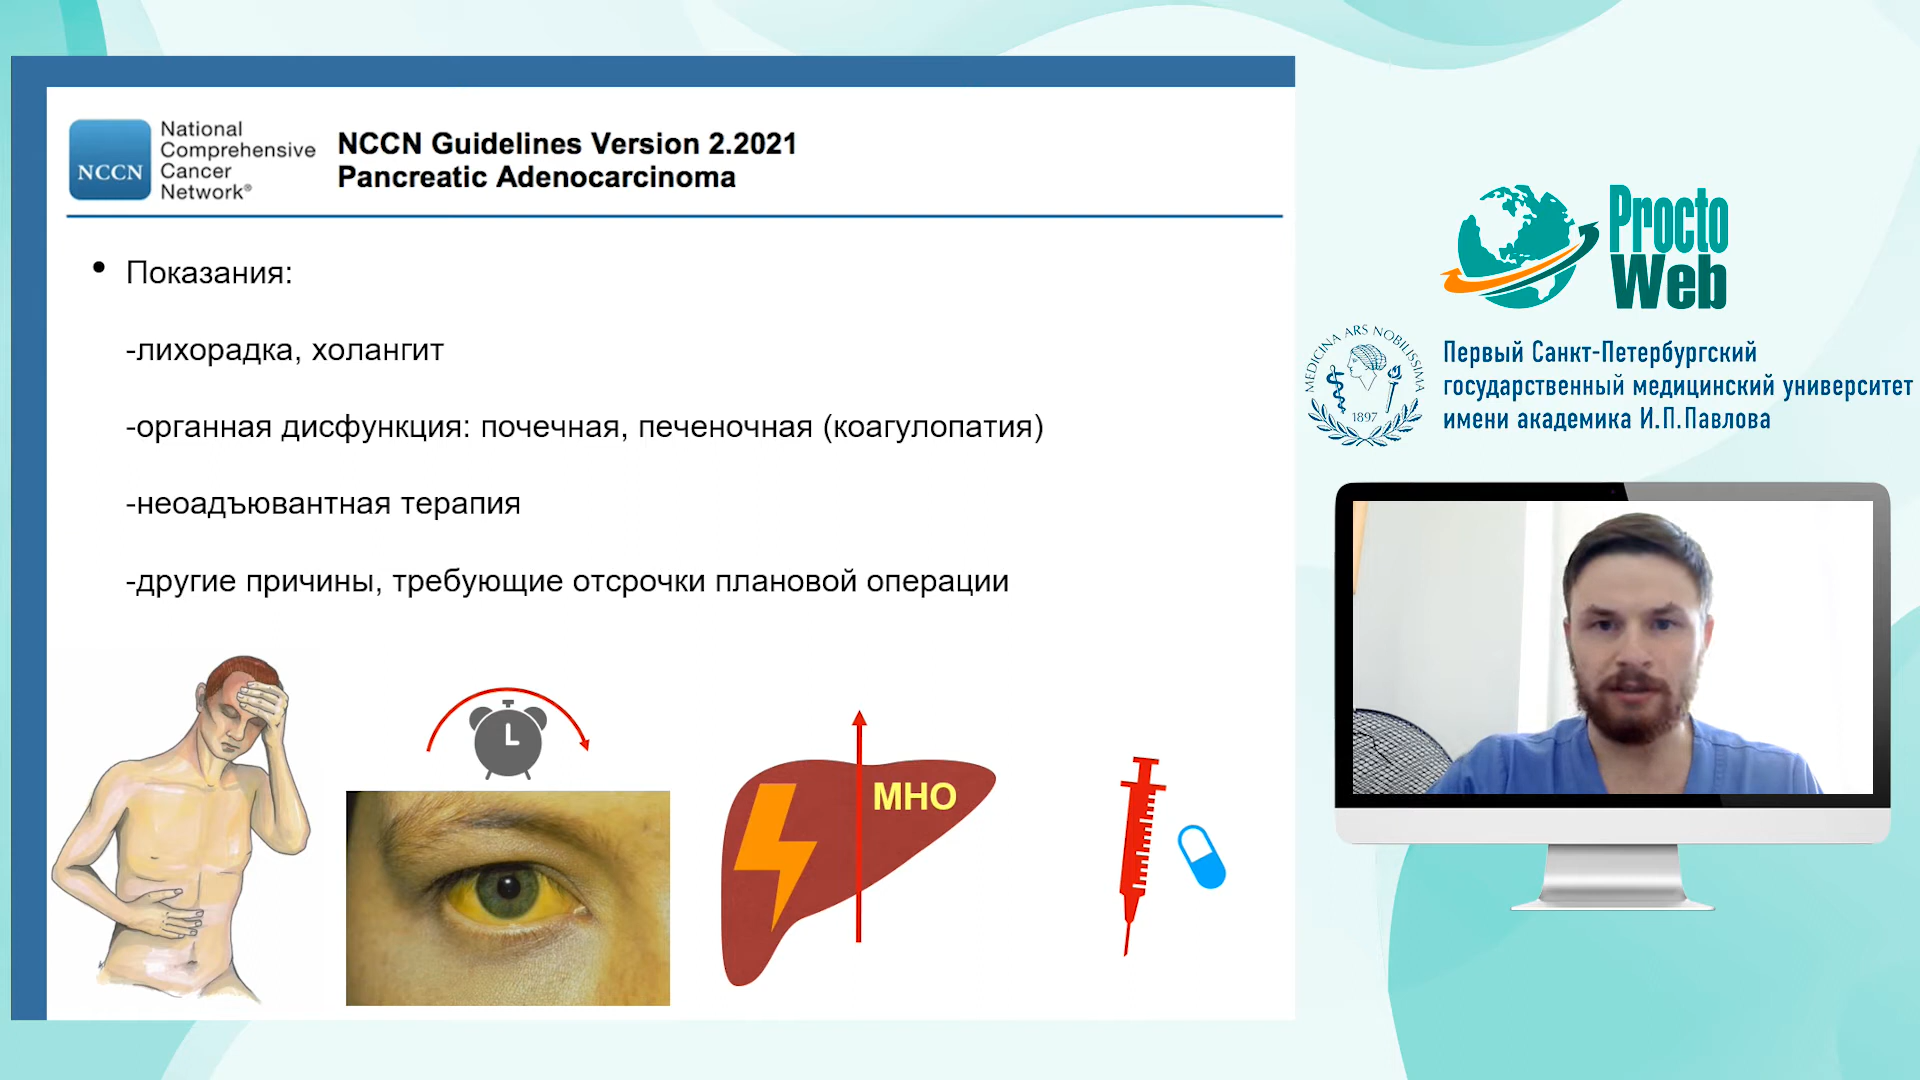 NCCN
National
Comprehensive
Cancer
Network®
NCCN Guidelines Version 2.2021
Pancreatic Adenocarcinoma
• Показания:
-лихорадка, холангит
-органная дисфункция: почечная, печеночная (коагулопатия)
-неоадъювантная терапия
-другие причины, требующие отсрочки плановой операции
МНО
Procto
Web
MEDICINA ARS NOBILISSIMA
1897
Первый Санкт-Петербургский
государственный медицинский университет
имени академика И.П.Павлова